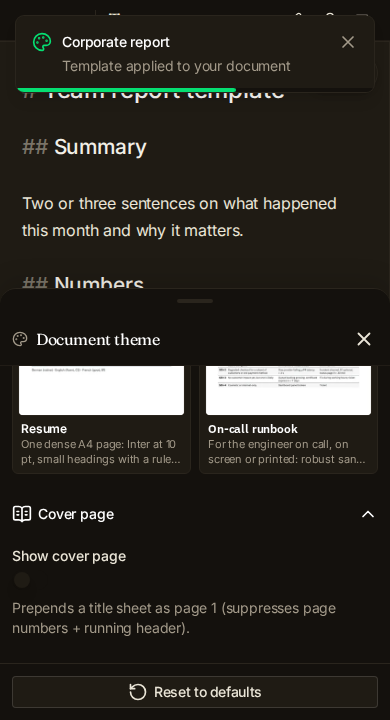 Corporate report
Template applied to your document
# Team report template
## Summary
Two or three sentences on what happened
this month and why it matters.
## Numbers
Document theme
Resume
One dense A4 page: Inter at 10
pt, small headings with a rule...
On-call runbook
For the engineer on call, on
screen or printed: robust san...
Cover page
Show cover page
Prepends a title sheet as page 1 (suppresses page
numbers + running header).
Reset to defaults